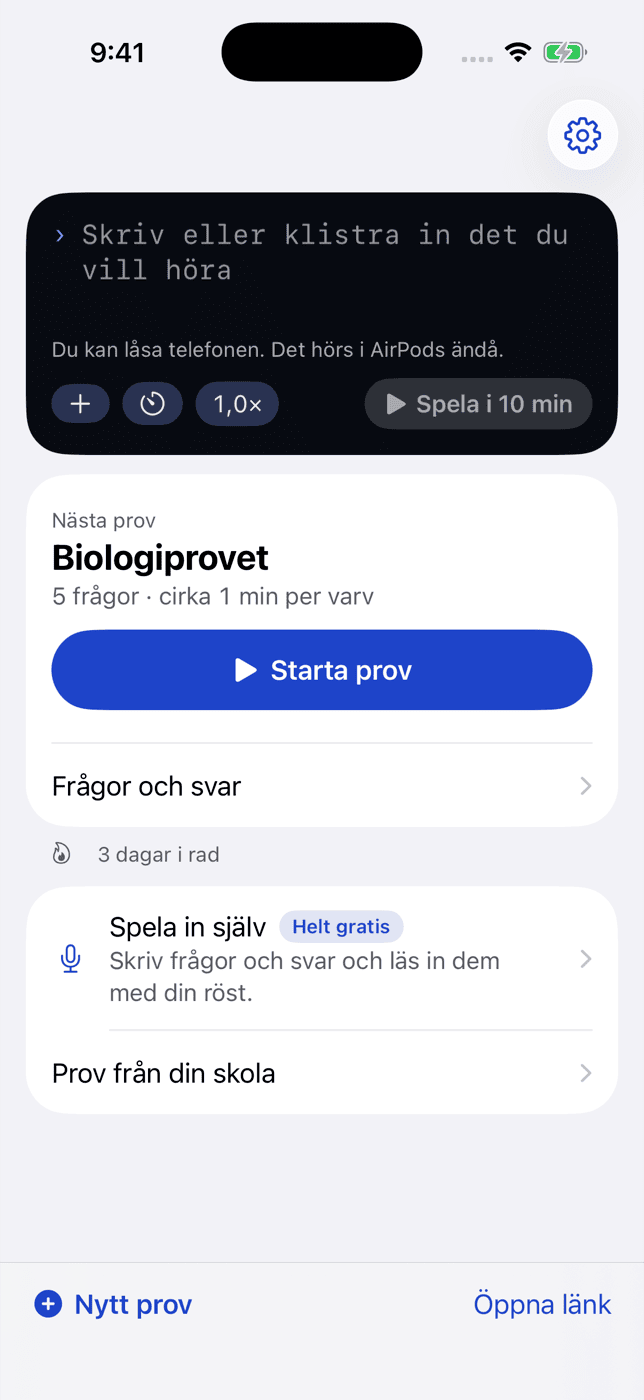 9:41
› Skriv eller klistra in det du
vill höra
Du kan låsa telefonen. Det hörs i AirPods ändå.
1,0×
Spela i 10 min
Nästa prov
Biologiprovet
5 frågor · cirka 1 min per varv
Starta prov
Frågor och svar
3 dagar i rad
Spela in själv
Helt gratis
Skriv frågor och svar och läs in dem
med din röst.
Prov från din skola
Nytt prov
Öppna länk